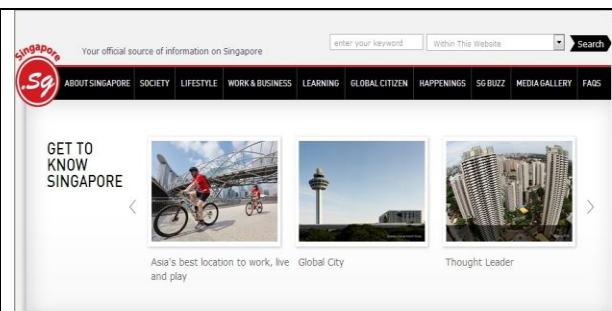 Singapore
.Sg
Your official source of information on Singapore
enter your keyword
Within This Website
Search
ABOUT SINGAPORE SOCIETY LIFESTYLE WORK & BUSINESS LEARNING GLOBAL CITIZEN HAPPENINGS SG BUZZ MEDIA GALLERY FAQS
GET TO
KNOW
SINGAPORE
Asia's best location to work, live
and play
Global City
Thought Leader